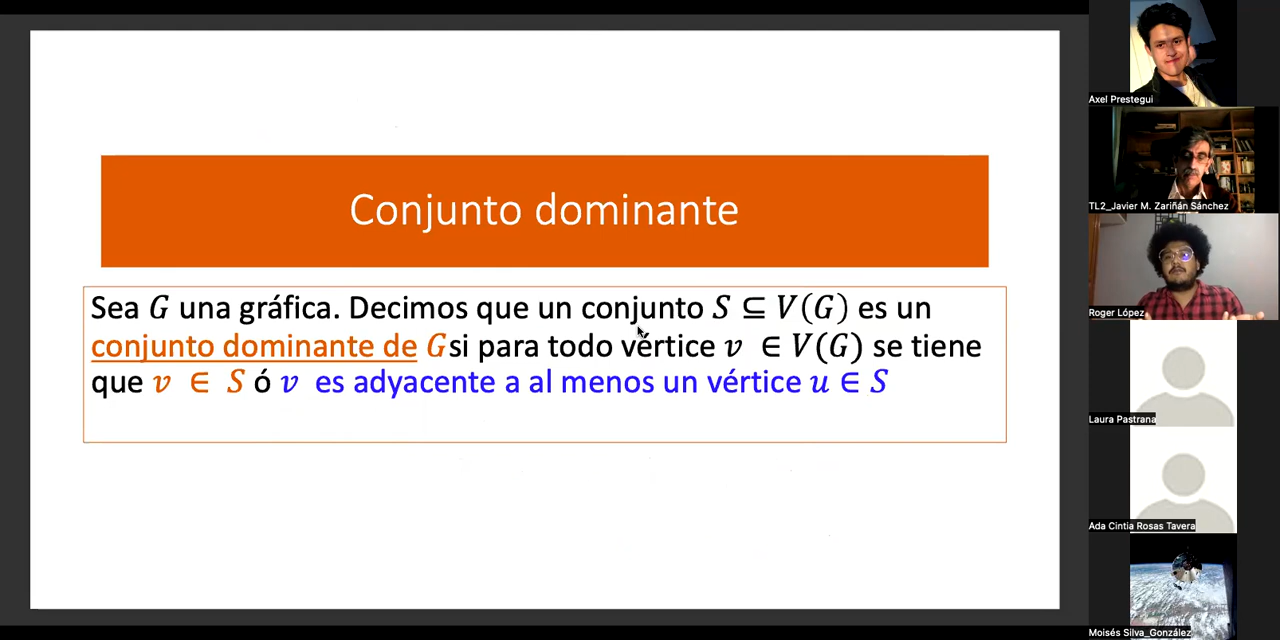 Conjunto dominante
Sea G una gráfica. Decimos que un conjunto S ⊆ V(G) es un
conjunto dominante de G si para todo vértice v ∈ V(G) se tiene
que v ∈ S ó v es adyacente a al menos un vértice u ∈ S
Axel Prestegui
TL2_Javier M. Zariñán Sánchez
Roger López
Laura Pastrana
Ada Cintia Rosas Tavera
Moisés Silva_González